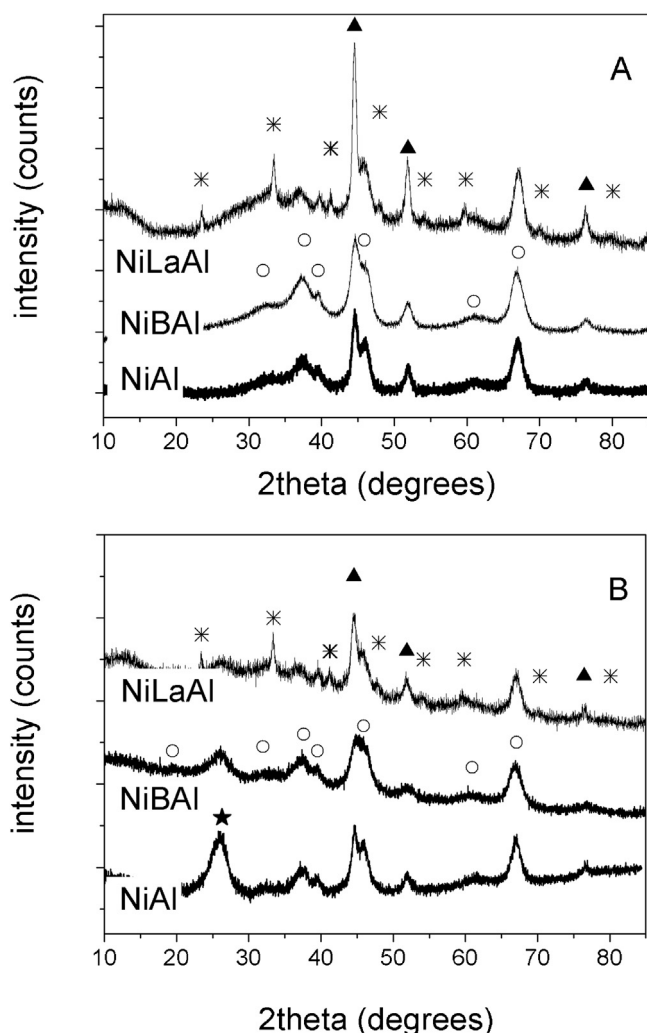 A
intensity (counts)
NiLaAl
NiBAl
NiAl
10 20 30 40 50 60 70 80
2theta (degrees)
B
intensity (counts)
NiLaAl
NiBAl
NiAl
10 20 30 40 50 60 70 80
2theta (degrees)